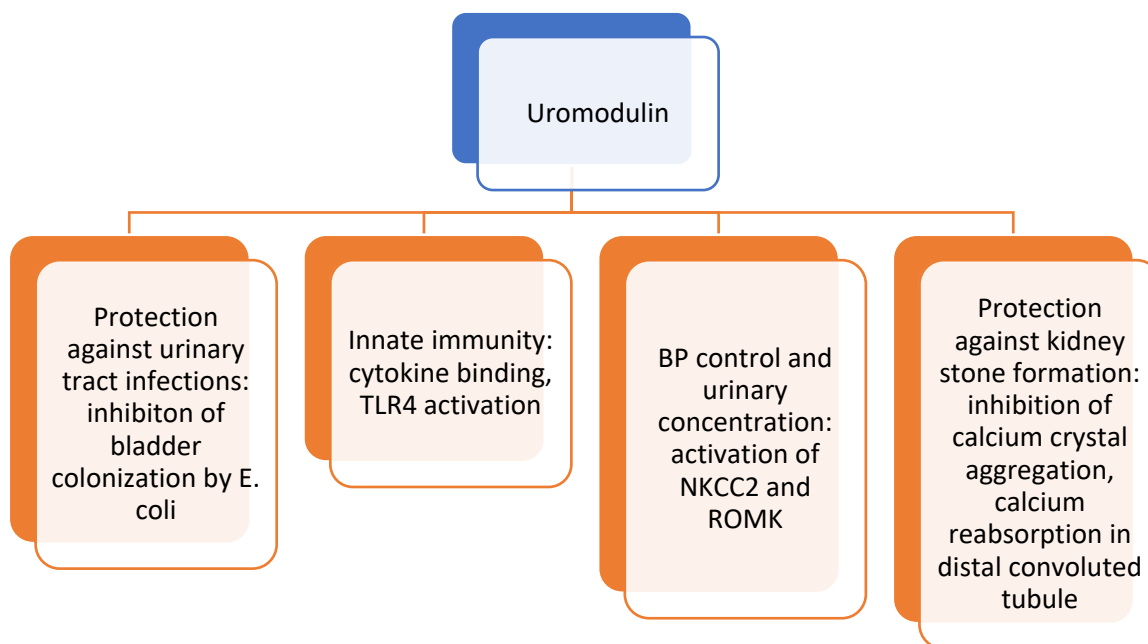 Uromodulin
Protection
against urinary
tract infections:
inhibiton of
bladder
colonization by E.
coli
Innate immunity:
cytokine binding,
TLR4 activation
BP control and
urinary
concentration:
activation of
NKCC2 and
ROMK
Protection
against kidney
stone formation:
inhibition of
calcium crystal
aggregation,
calcium
reabsorption in
distal convoluted
tubule